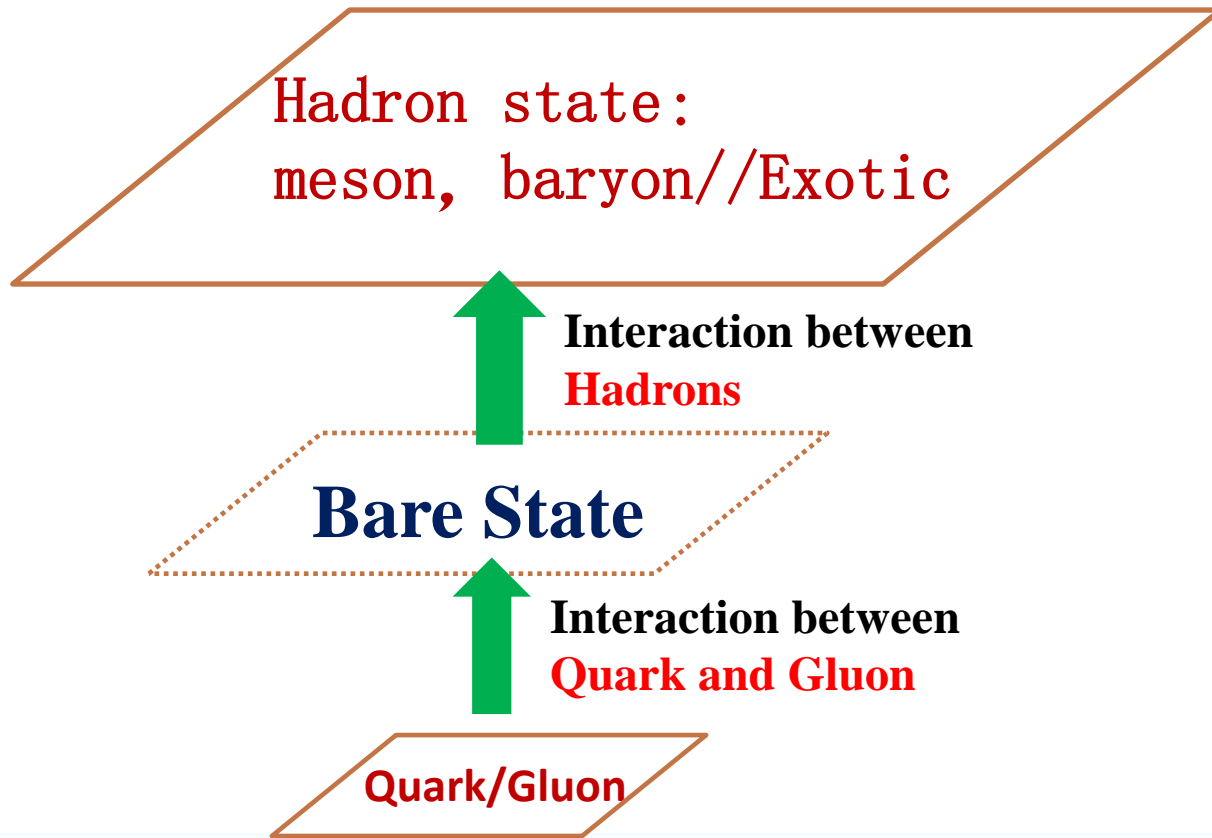 Hadron state:
meson, baryon//Exotic
Interaction between
Hadrons
Bare State
Interaction between
Quark and Gluon
Quark/Gluon